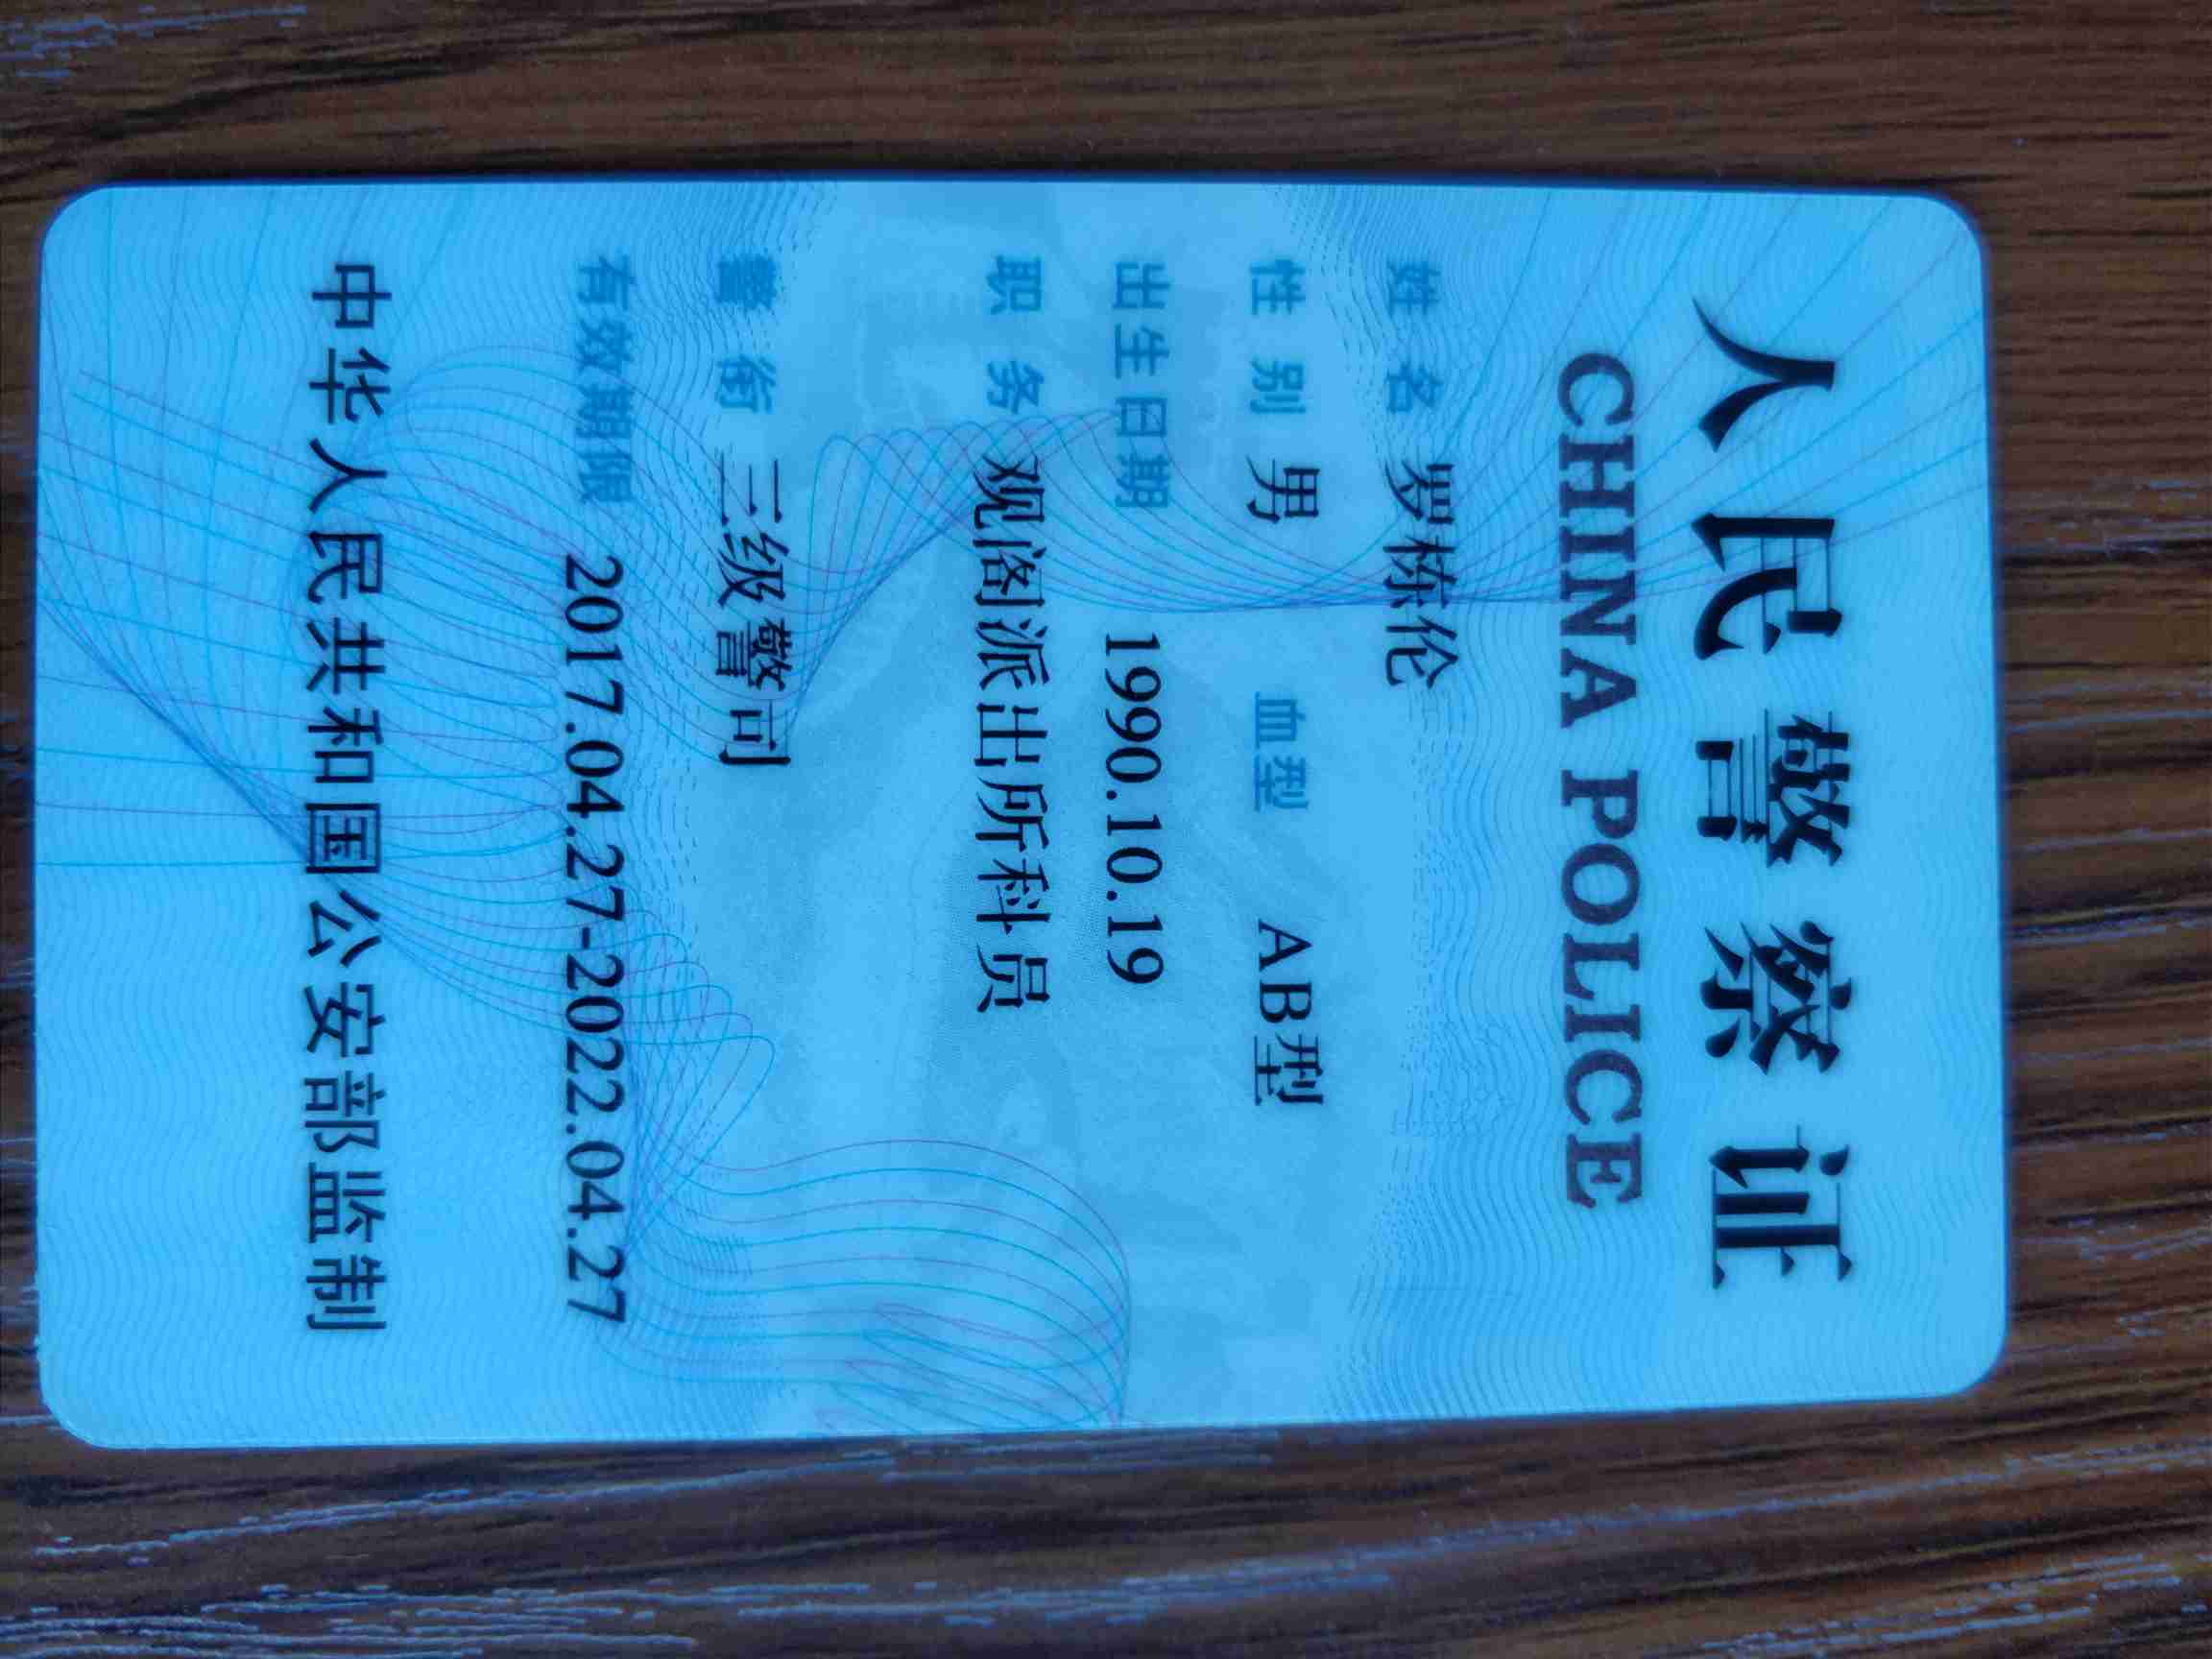 人民警察证
CHINA POLICE
姓 名 罗栋伦
性 别 男 血型 AB型
出生日期 1990.10.19
职 务 观阁派出所科员
警 衔 三级警司
有效期限 2017.04.27-2022.04.27
中华人民共和国公安部监制